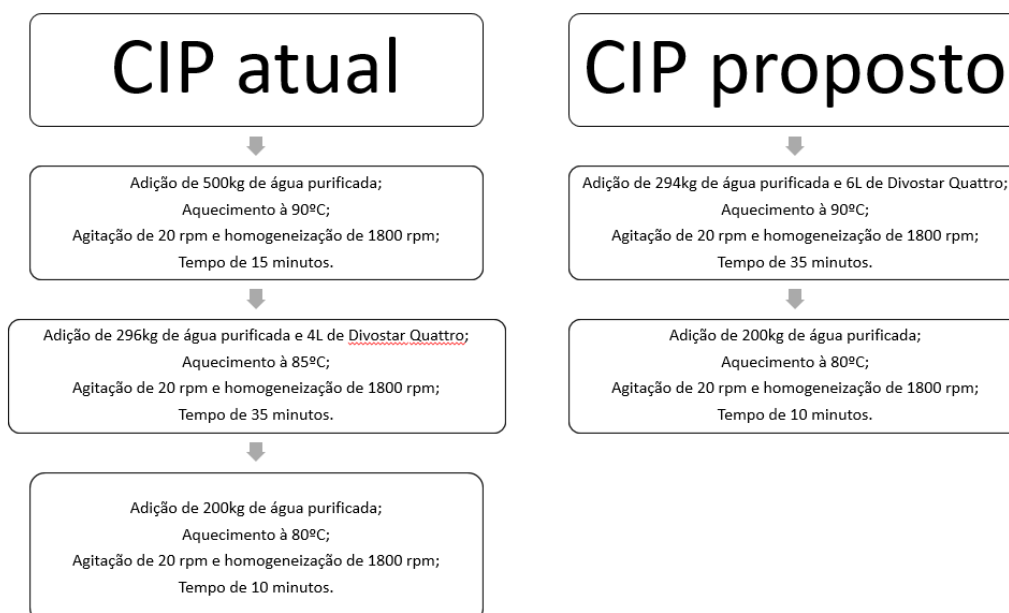 CIP atual
Adição de 500kg de água purificada;
Aquecimento à 90ºC;
Agitação de 20 rpm e homogeneização de 1800 rpm;
Tempo de 15 minutos.
Adição de 296kg de água purificada e 4L de Divostar Quattro;
Aquecimento à 85ºC;
Agitação de 20 rpm e homogeneização de 1800 rpm;
Tempo de 35 minutos.
Adição de 200kg de água purificada;
Aquecimento à 80ºC;
Agitação de 20 rpm e homogeneização de 1800 rpm;
Tempo de 10 minutos.
CIP proposto
Adição de 294kg de água purificada e 6L de Divostar Quattro;
Aquecimento à 90ºC;
Agitação de 20 rpm e homogeneização de 1800 rpm;
Tempo de 35 minutos.
Adição de 200kg de água purificada;
Aquecimento à 80ºC;
Agitação de 20 rpm e homogeneização de 1800 rpm;
Tempo de 10 minutos.